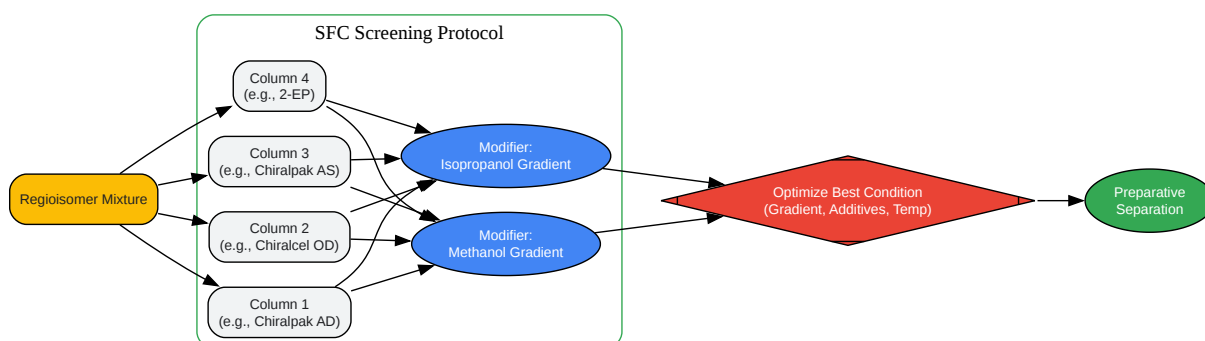 SFC Screening Protocol
Regioisomer Mixture
Column 4
(e.g., 2-EP)
Column 3
(e.g., Chiralpak AS)
Column 2
(e.g., Chiralcel OD)
Column 1
(e.g., Chiralpak AD)
Modifier:
Isopropanol Gradient
Modifier:
Methanol Gradient
Optimize Best Condition
(Gradient, Additives, Temp)
Preparative
Separation